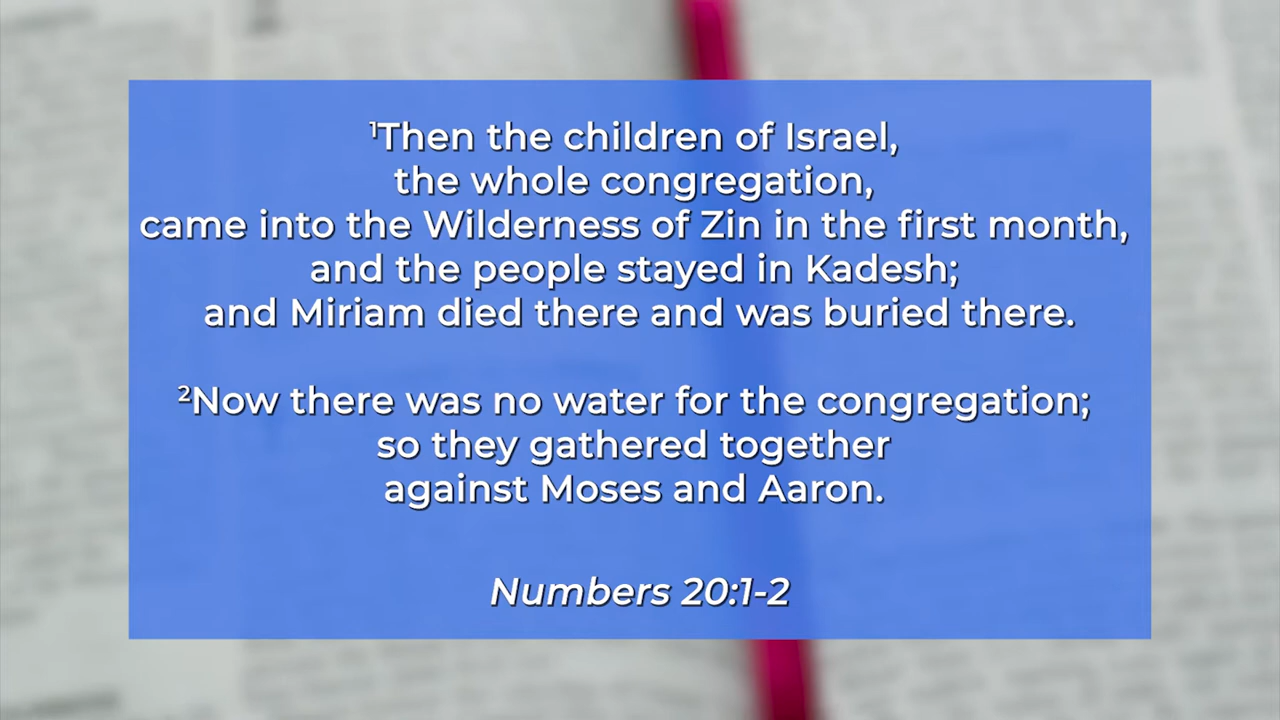 ¹Then the children of Israel,
the whole congregation,
came into the Wilderness of Zin in the first month,
and the people stayed in Kadesh;
and Miriam died there and was buried there.
²Now there was no water for the congregation;
so they gathered together
against Moses and Aaron.
Numbers 20:1-2